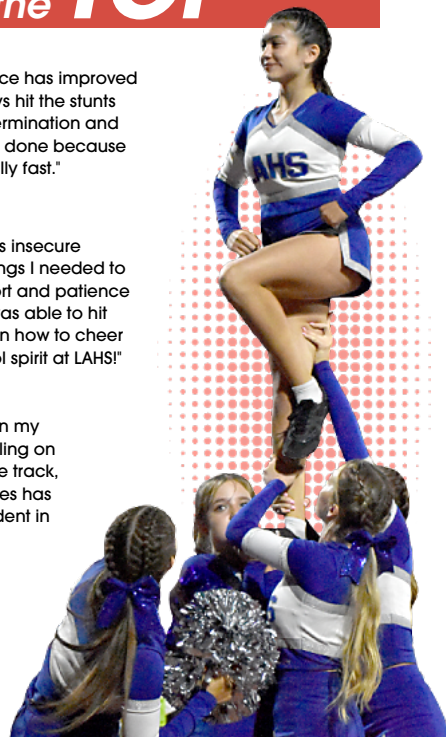 the TOP
ce has improved
s hit the stunts
ermination and
done because
lly fast."
s insecure
ngs I needed to
rt and patience
as able to hit
n how to cheer
l spirit at LAHS!"
n my
ling on
e track,
es has
dent in
AHS